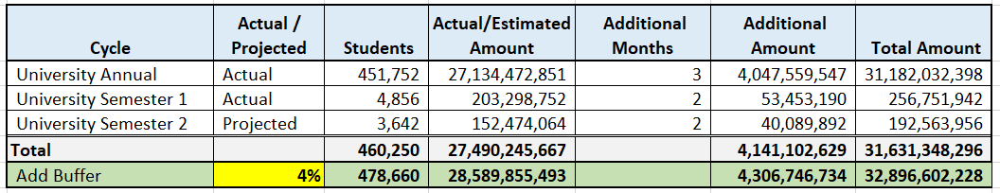 Cycle Actual / Projected Students Actual/Estimated Amount Additional Months Additional Amount Total Amount
University Annual Actual 451,752 27,134,472,851 3 4,047,559,547 31,182,032,398
University Semester 1 Actual 4,856 203,298,752 2 53,453,190 256,751,942
University Semester 2 Projected 3,642 152,474,064 2 40,089,892 192,563,956
Total 460,250 27,490,245,667 4,141,102,629 31,631,348,296
Add Buffer 4% 478,660 28,589,855,493 4,306,746,734 32,896,602,228